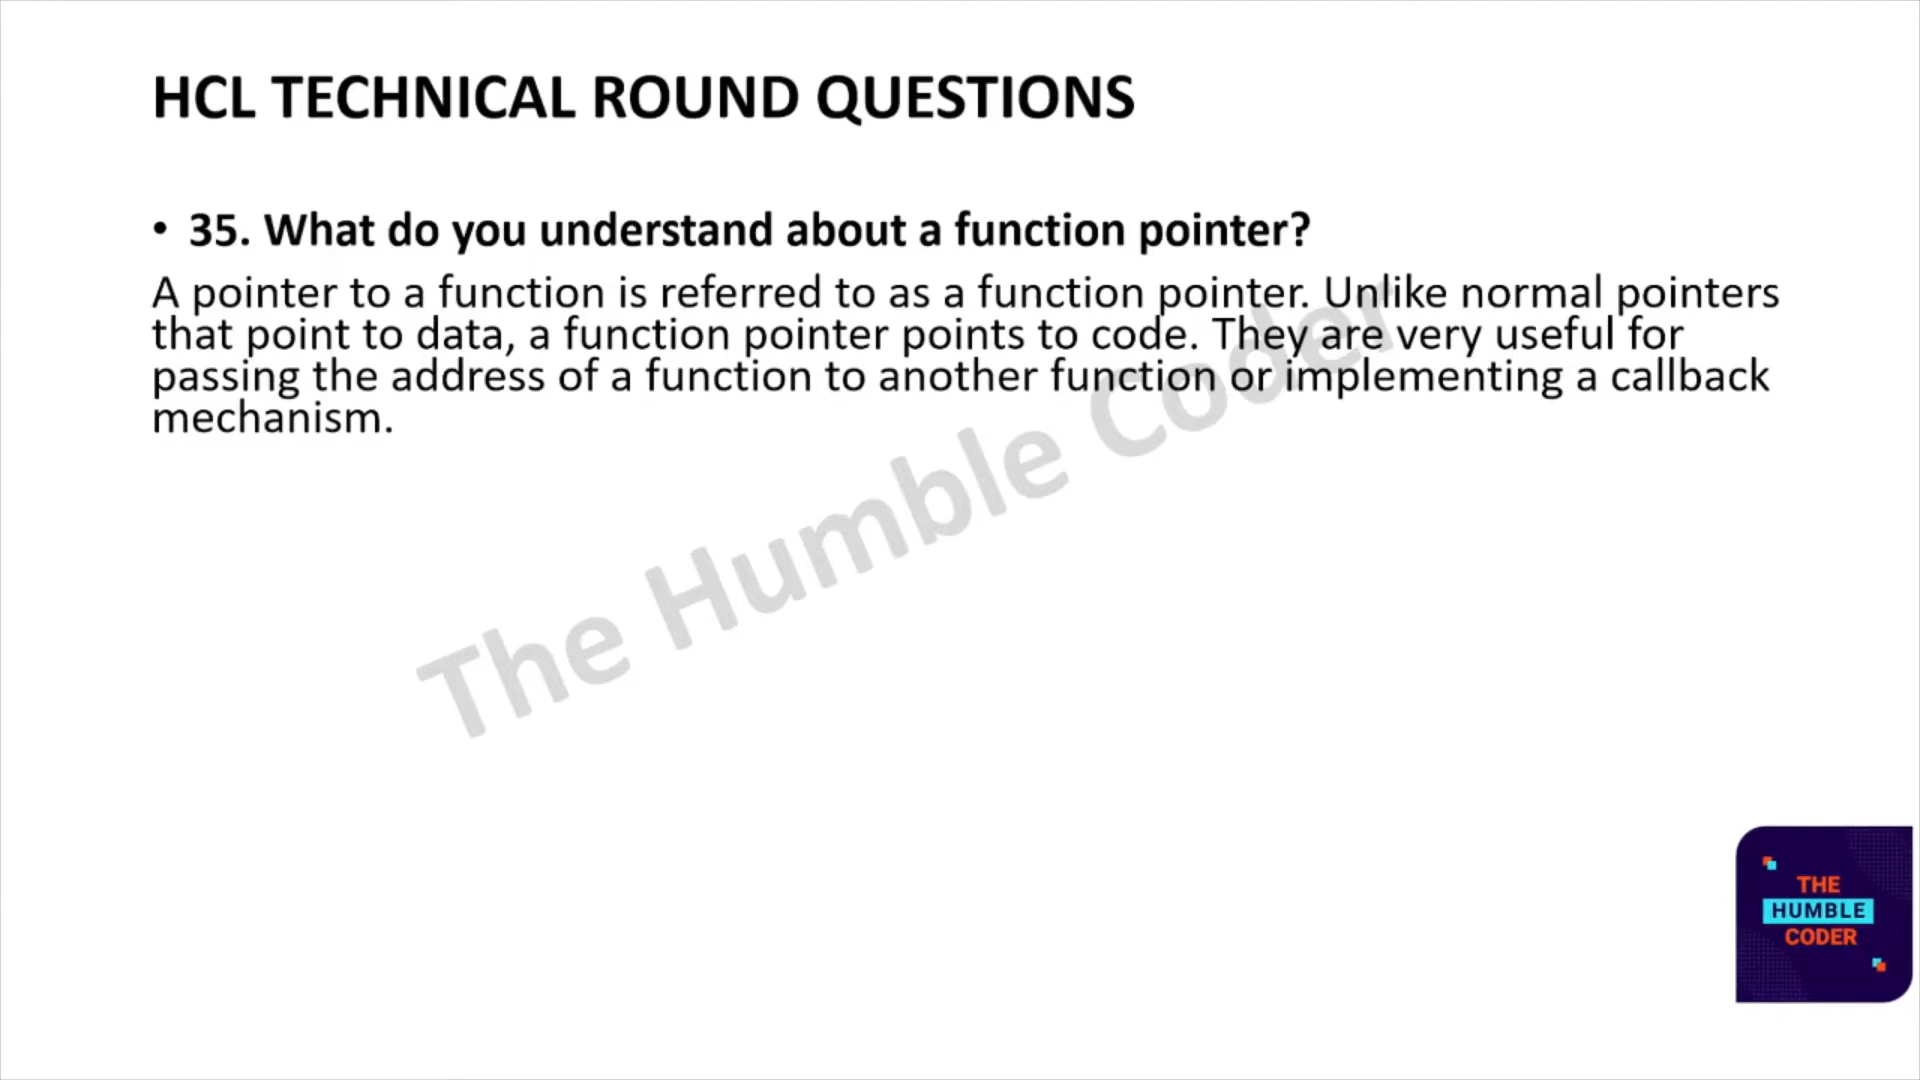 HCL TECHNICAL ROUND QUESTIONS
• 35. What do you understand about a function pointer?
A pointer to a function is referred to as a function pointer. Unlike normal pointers
that point to data, a function pointer points to code. They are very useful for
passing the address of a function to another function or implementing a callback
mechanism.
The Humble Coder
THE
HUMBLE
CODER